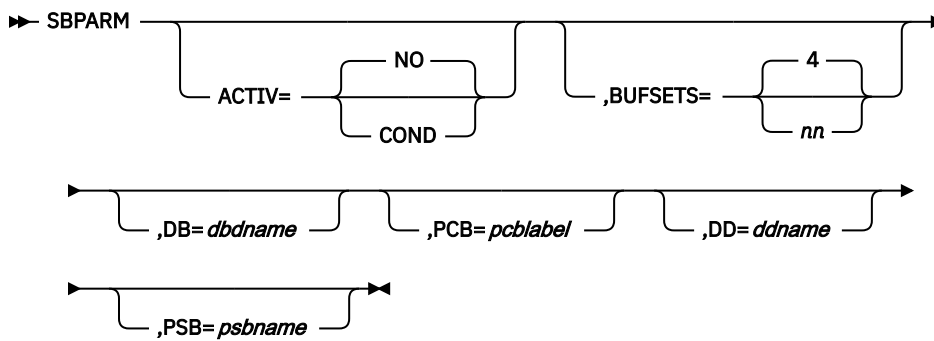 SBPARM
NO
ACTIV=
COND
4
,BUFSETS=
nn
,DB= dbdname
,PCB= pcblabel
,DD= ddname
,PSB= psbname